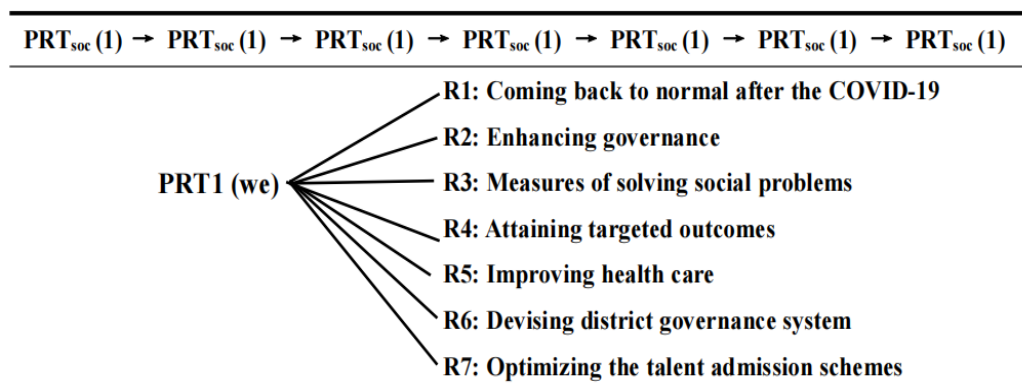 PRTsoc (1) → PRTsoc (1) → PRTsoc (1) → PRTsoc (1) → PRTsoc (1) → PRTsoc (1) → PRTsoc (1)
R1: Coming back to normal after the COVID-19
R2: Enhancing governance
PRT1 (we)
R3: Measures of solving social problems
R4: Attaining targeted outcomes
R5: Improving health care
R6: Devising district governance system
R7: Optimizing the talent admission schemes